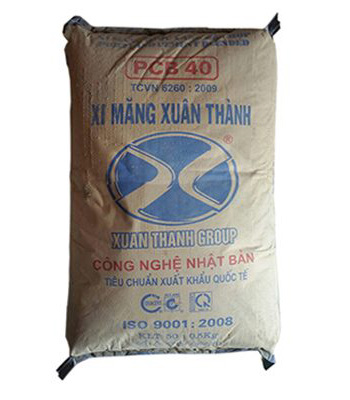 PCB 40
TCVN 6260 : 2009
XI MĂNG XUÂN THÀNH
®
XUAN THANH GROUP
CÔNG NGHỆ NHẬT BẢN
TIÊU CHUẨN XUẤT KHẨU QUỐC TẾ
ISO 9001 : 2008